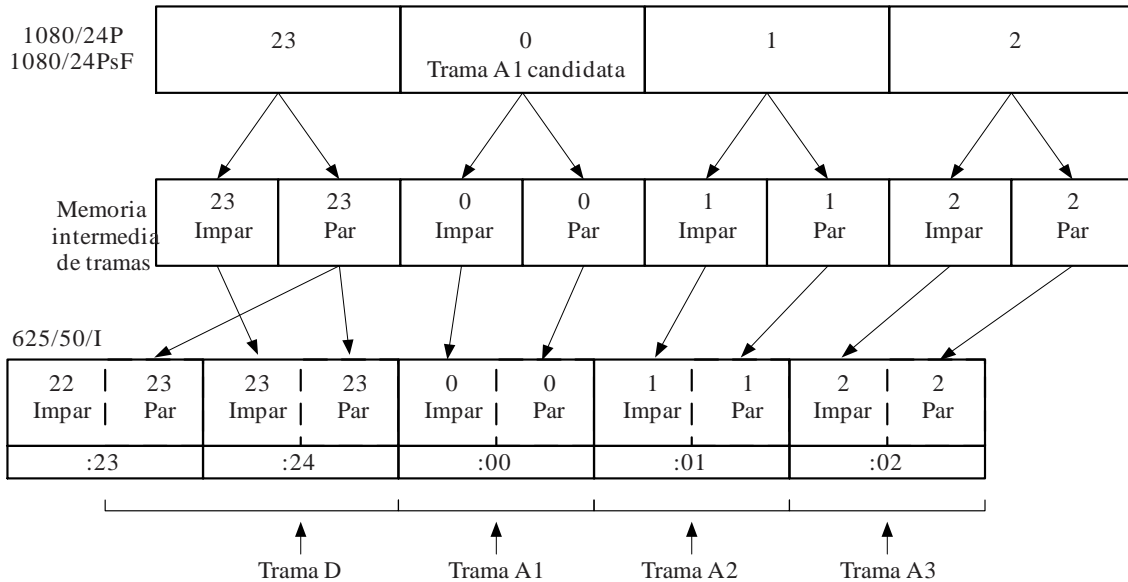 1080/24P
1080/24PsF
23
0
Trama A1 candidata
1
2
Memoria
intermedia
de tramas
23
Impar
23
Par
0
Impar
0
Par
1
Impar
1
Par
2
Impar
2
Par
625/50/I
22
Impar
23
Par
23
Impar
23
Par
0
Impar
0
Par
1
Impar
1
Par
2
Impar
2
Par
:23
:24
:00
:01
:02
Trama D
Trama A1
Trama A2
Trama A3